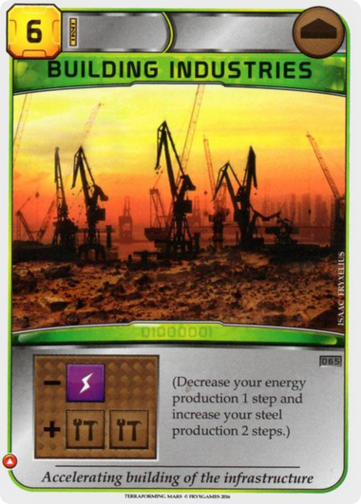 6
BUILDING INDUSTRIES
ISAAC FRYXELIUS
01000001
065
(Decrease your energy
production 1 step and
increase your steel
production 2 steps.)
Accelerating building of the infrastructure
TERRAFORMING MARS © FRYXGAMES 2016